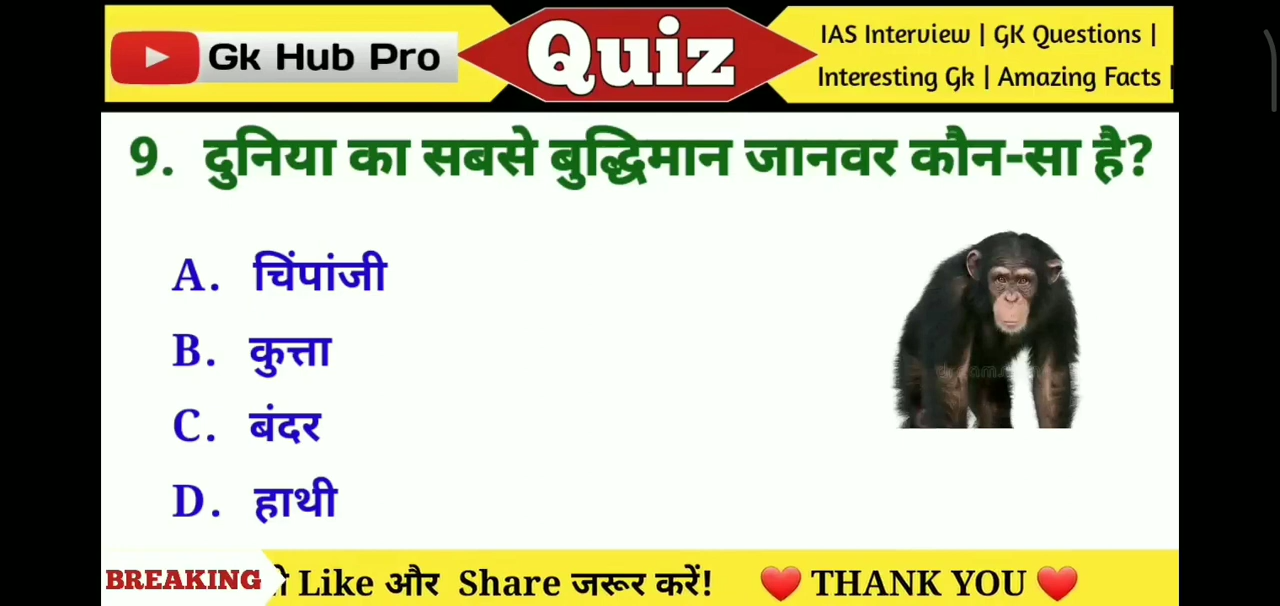 Gk Hub Pro
Quiz
IAS Interview | GK Questions |
Interesting Gk | Amazing Facts |
9. दुनिया का सबसे बुद्धिमान जानवर कौन-सा है?
A. चिंपांजी
B. कुत्ता
C. बंदर
D. हाथी
BREAKING
Like और Share जरूर करें! ❤️ THANK YOU ❤️